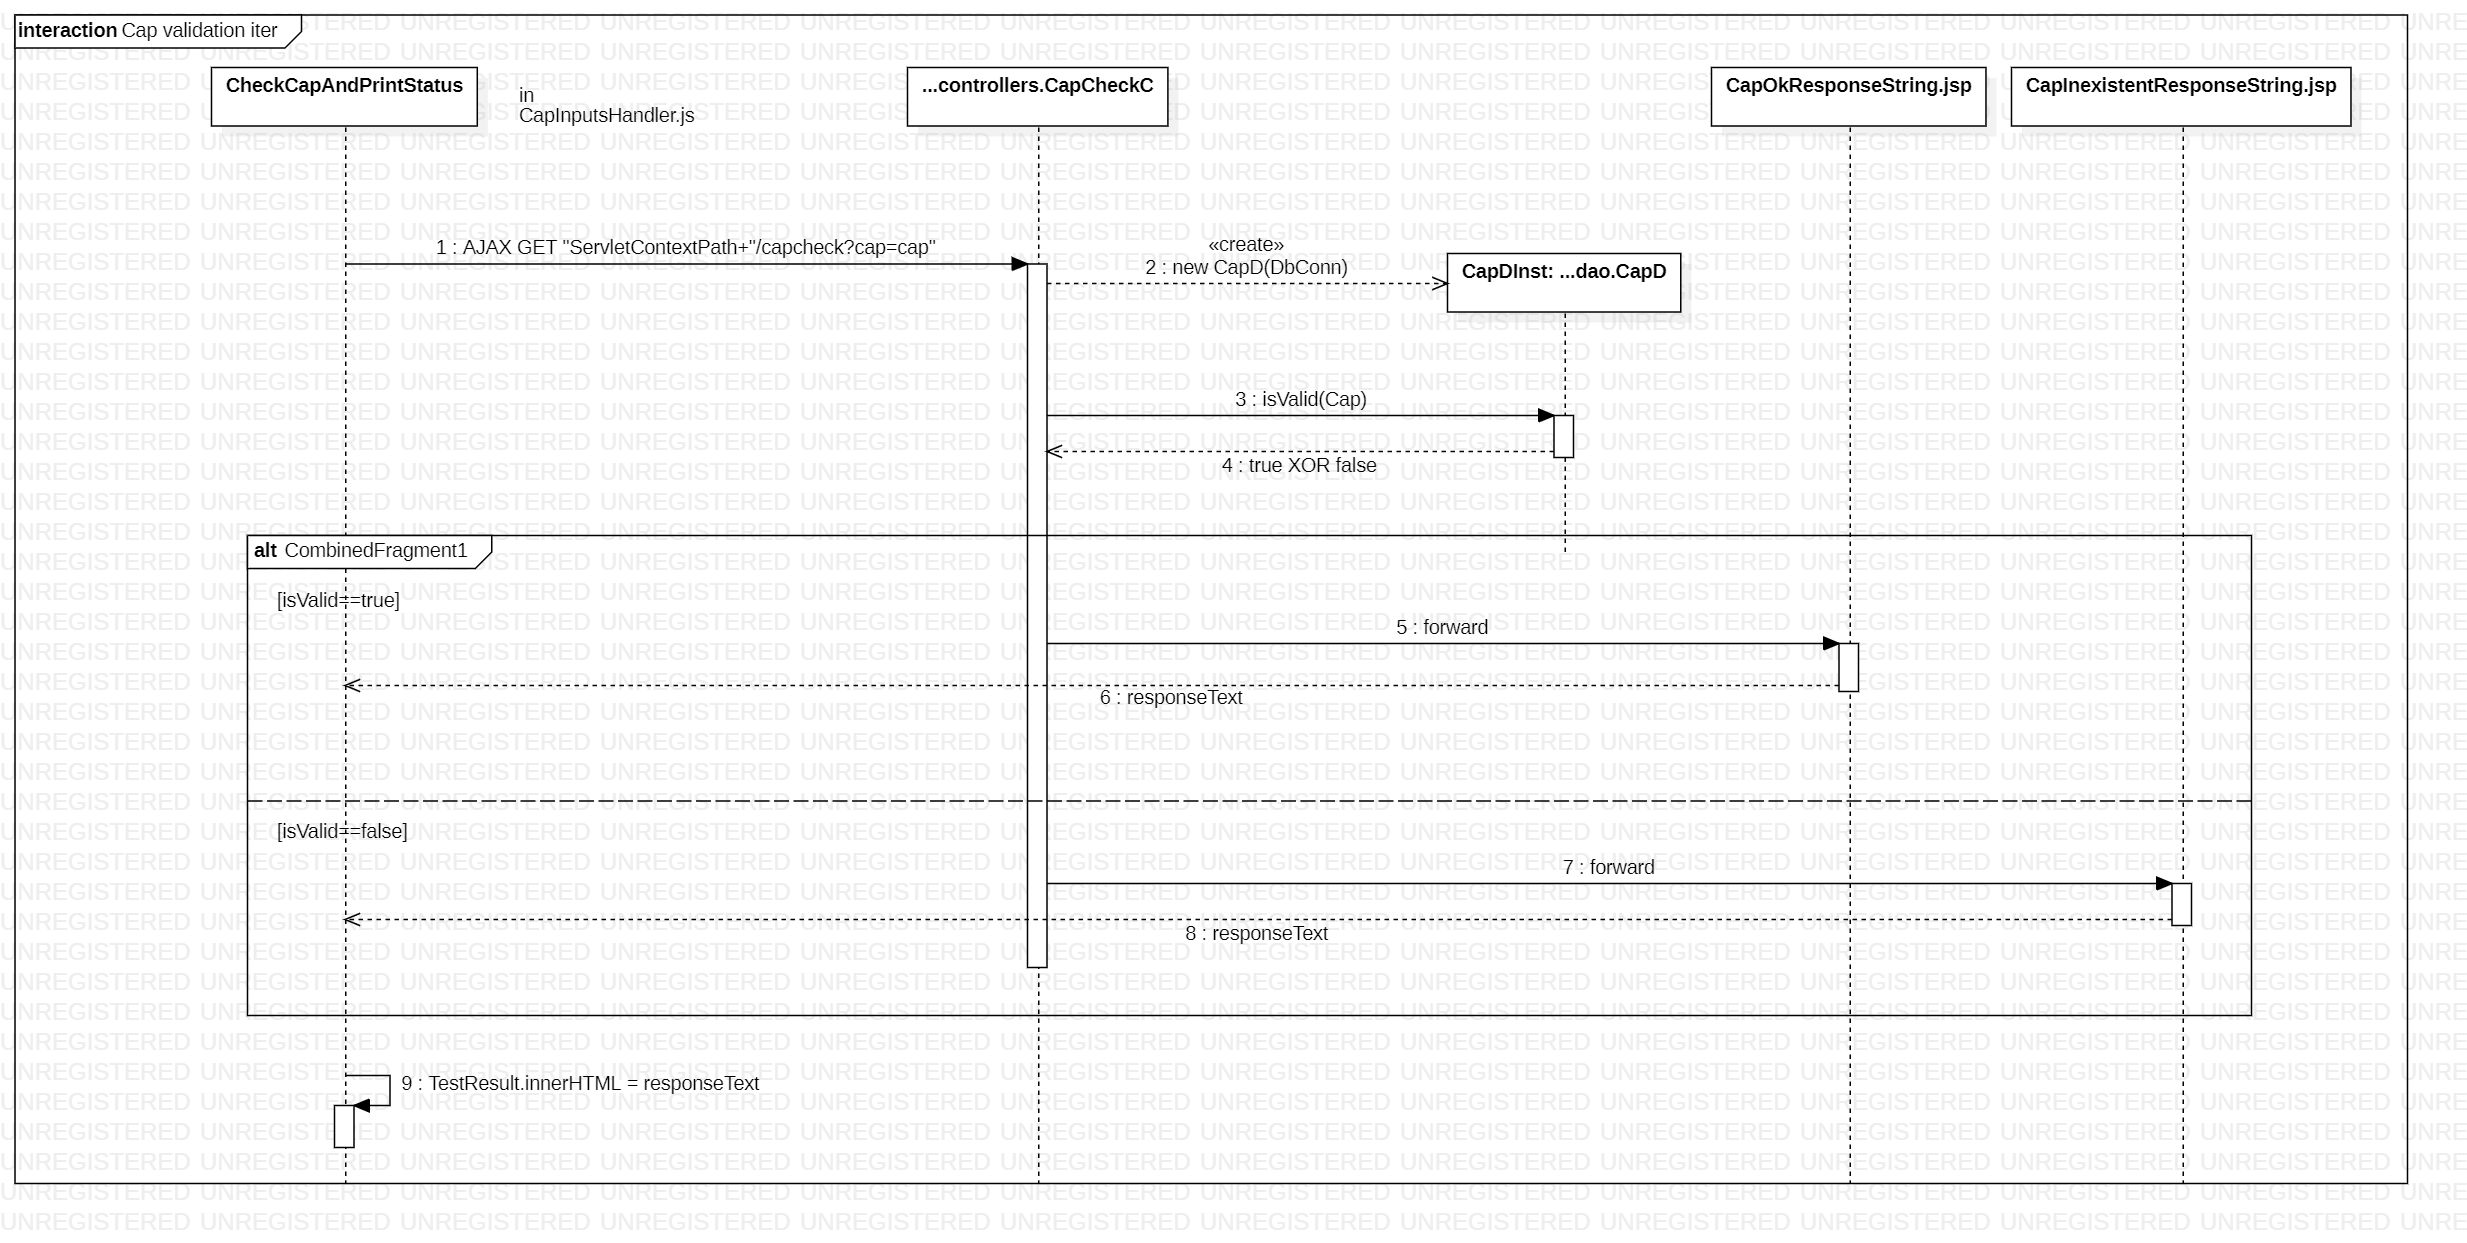 interaction Cap validation iter
CheckCapAndPrintStatus
in
CapInputsHandler.js
...controllers.CapCheckC
CapOkResponseString.jsp
CapInexistentResponseString.jsp
1 : AJAX GET "ServletContextPath+"/capcheck?cap=cap"
«create»
2 : new CapD(DbConn)
CapDInst: ...dao.CapD
3 : isValid(Cap)
4 : true XOR false
alt CombinedFragment1
[isValid==true]
5 : forward
6 : responseText
[isValid==false]
7 : forward
8 : responseText
9 : TestResult.innerHTML = responseText
UNREGISTERED